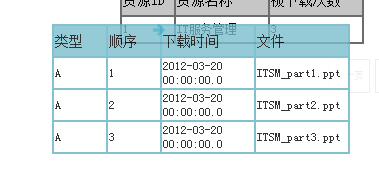 资源ID 资源名称 被下载次数
IT服务管理 3
类型 顺序 下载时间 文件
A 1 2012-03-20 00:00:00.0 ITSM_part1.ppt
A 2 2012-03-20 00:00:00.0 ITSM_part2.ppt
A 3 2012-03-20 00:00:00.0 ITSM_part3.ppt